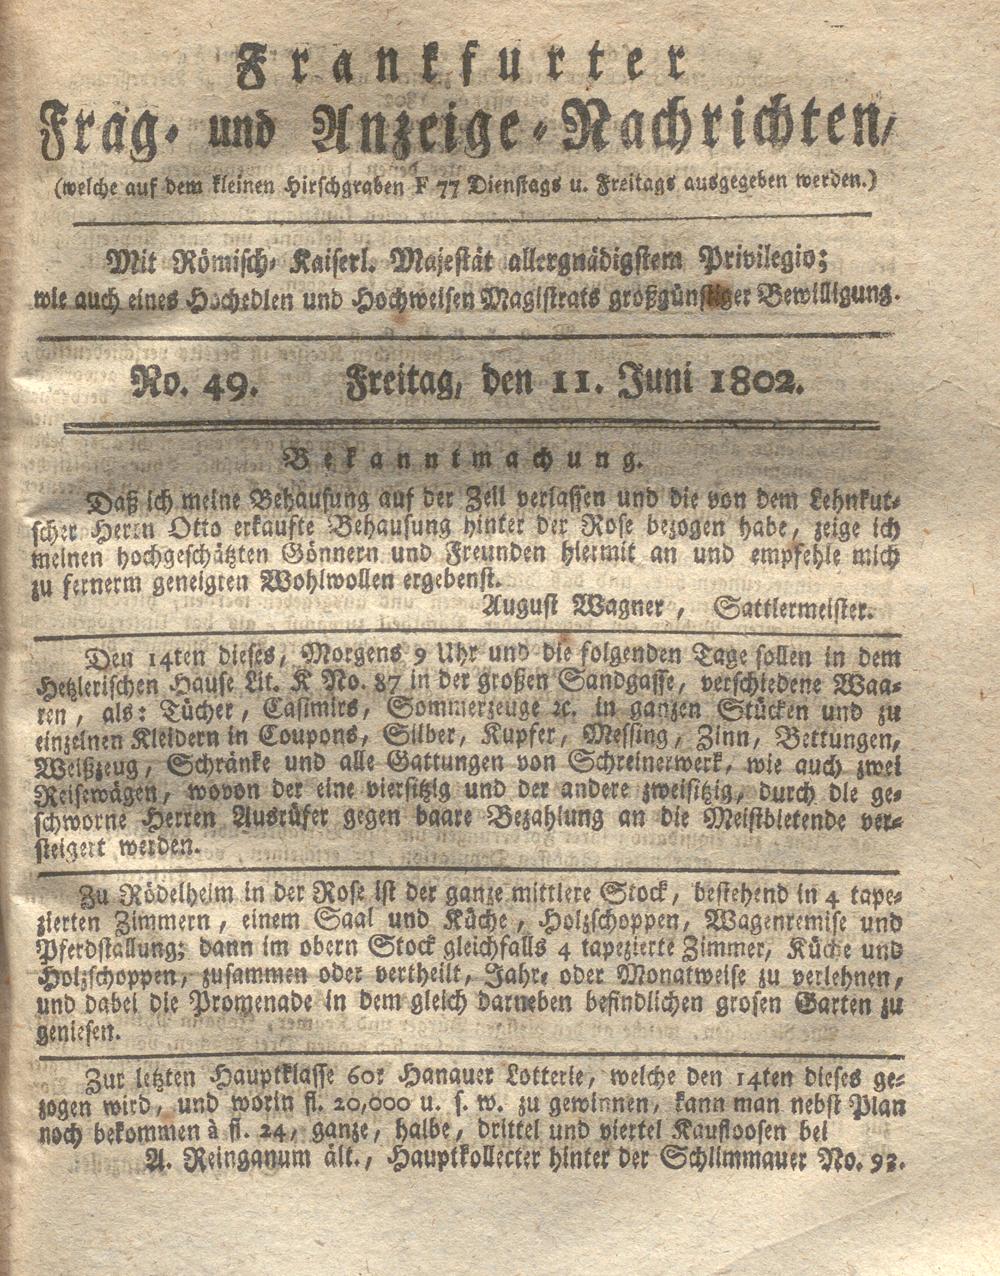 Frankfurter
Frag- und Anzeige-Nachrichten,
(welche auf dem kleinen Hirschgraben F 77 Dienstags u. Freitags ausgegeben werden.)
Mit Römisch- Kaiserl. Majestät allergnädigstem Privilegio;
wie auch eines Hochedlen und Hochweisen Magistrats großgünstiger Bewilligung.
No. 49. Freitag, den 11. Juni 1802.
Bekanntmachung.
Daß ich meine Behausung auf der Zeil verlassen und die von dem Lehnkut-
scher Herrn Otto erkaufte Behausung hinter der Rose bezogen habe, zeige ich
meinen hochgeschätzten Gönnern und Freunden hiermit an und empfehle mich
zu fernerm geneigten Wohlwollen ergebenst.
August Wagner, Sattlermeister.
Den 14ten dieses, Morgens 9 Uhr und die folgenden Tage sollen in dem
Hetzlerischen Hause Lit. K No. 87 in der großen Sandgasse, verschiedene Waa-
ren, als: Tücher, Casimirs, Sommerzeuge ꝛc. in ganzen Stücken und zu
einzelnen Kleidern in Coupons, Silber, Kupfer, Messing, Zinn, Bettungen,
Weißzeug, Schränke und alle Gattungen von Schreinerwerk, wie auch zwei
Reisewägen, wovon der eine viersitzig und der andere zweisitzig, durch die ge-
schworne Herren Ausrüfer gegen baare Bezahlung an die Meistbietende ver-
steigert werden.
Zu Rödelheim in der Rose ist der ganze mittlere Stock, bestehend in 4 tape-
zierten Zimmern, einem Saal und Küche, Holzschoppen, Wagenremise und
Pferdstallung; dann im obern Stock gleichfalls 4 tapezierte Zimmer, Küche und
Holzschoppen, zusammen oder vertheilt, Jahr- oder Monatweise zu verlehnen,
und dabei die Promenade in dem gleich darneben befindlichen grosen Garten zu
geniesen.
Zur letzten Hauptklasse 60r Hanauer Lotterie, welche den 14ten dieses ge-
zogen wird, und worin fl. 20,000 u. s. w. zu gewinnen, kann man nebst Plan
noch bekommen à fl. 24, ganze, halbe, drittel und viertel Kaufloosen bei
A. Reinganum ält., Hauptkollecter hinter der Schlimmauer No. 93.